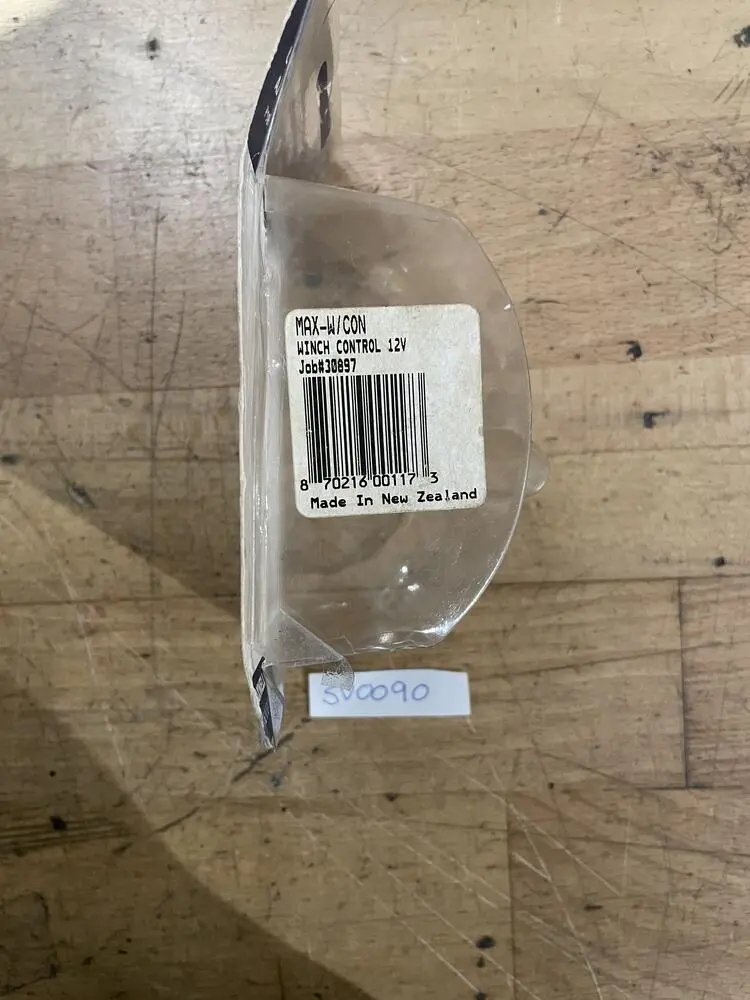 MAX-W/CON
WINCH CONTROL 12V
Job#30897
8 70216 00117 3
Made In New Zealand
SV0090